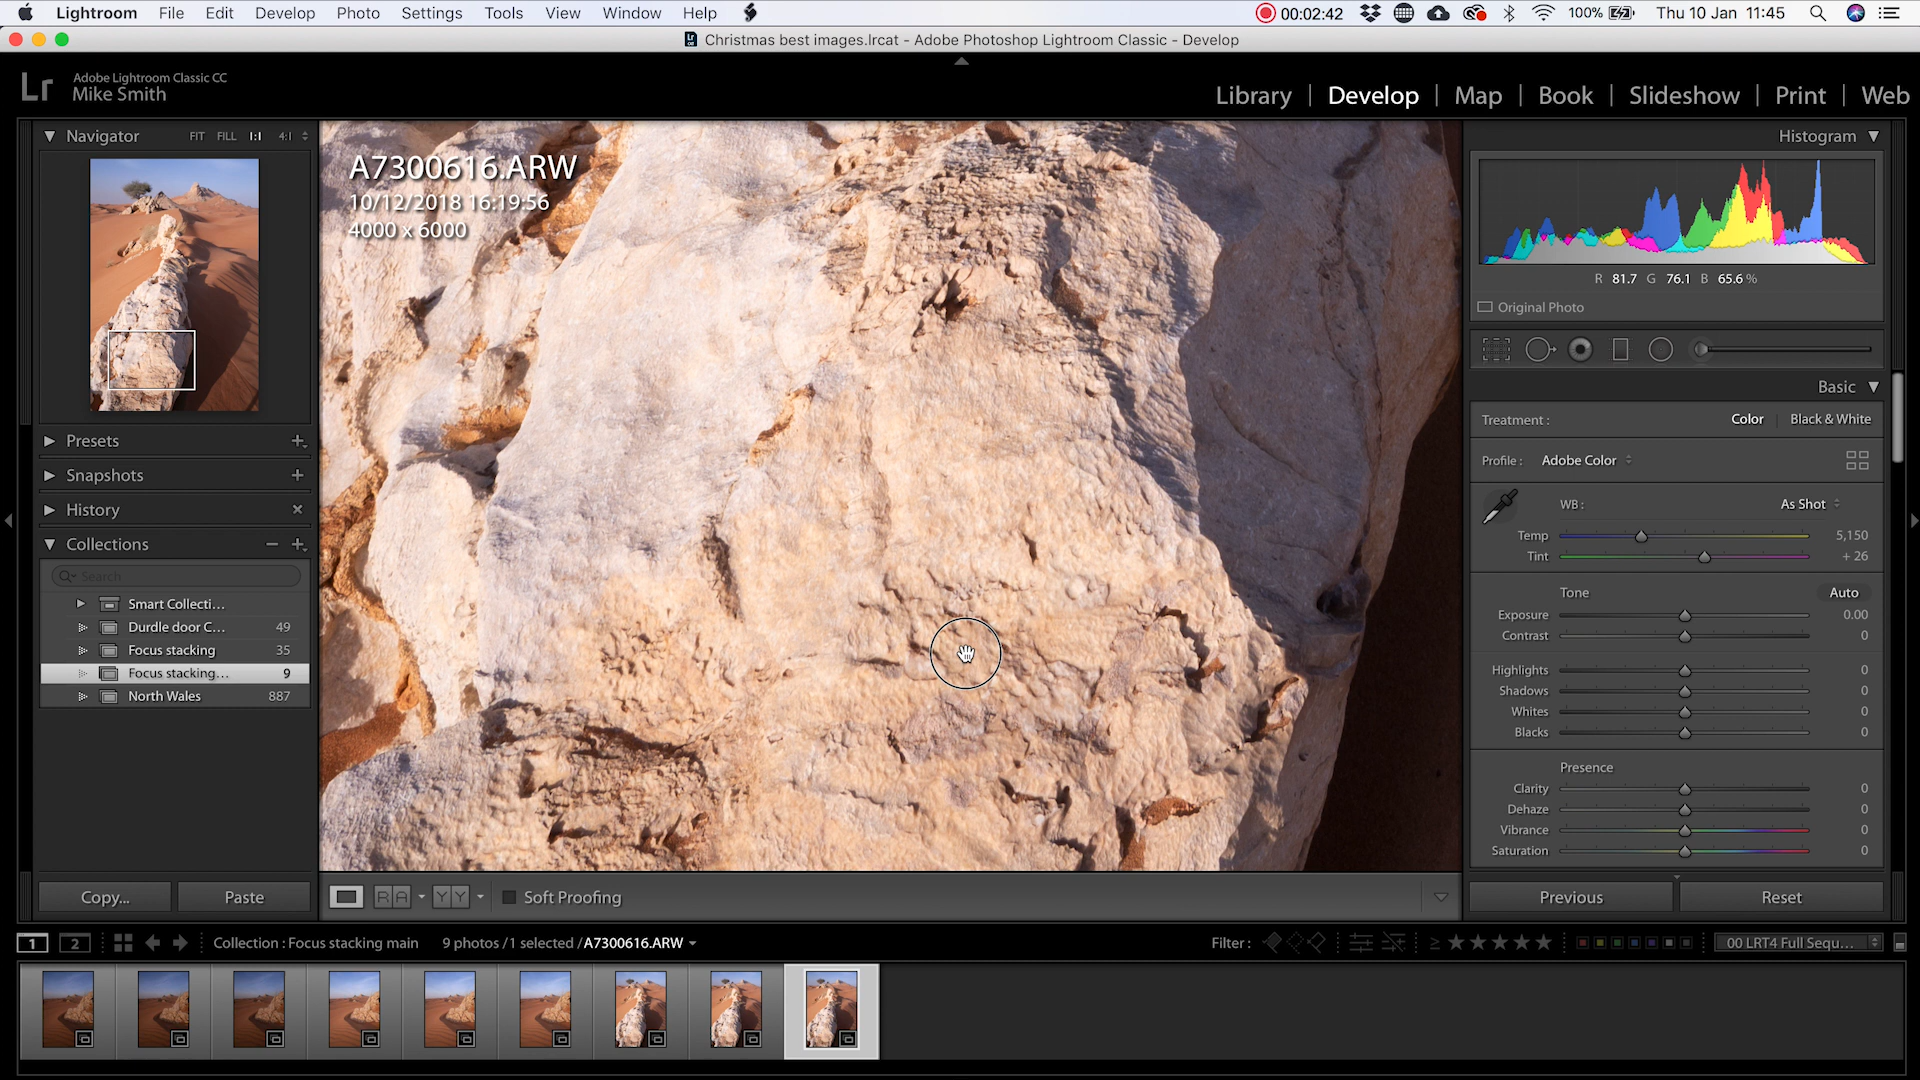 Lightroom File Edit Develop Photo Settings Tools View Window Help 00:02:42 100% Thu 10 Jan 11:45
Lr Christmas best images.lrcat - Adobe Photoshop Lightroom Classic - Develop
Lr Adobe Lightroom Classic CC
Mike Smith
Library | Develop | Map | Book | Slideshow | Print | Web
Navigator FIT FILL 1:1 4:1
Histogram
A7300616.ARW
10/12/2018 16:19:56
4000 x 6000
R 81.7 G 76.1 B 65.6 %
Original Photo
Basic
Treatment : Color Black & White
Profile : Adobe Color
WB : As Shot
Temp 5,150
Tint + 26
Tone Auto
Exposure 0.00
Contrast 0
Highlights 0
Shadows 0
Whites 0
Blacks 0
Presence
Clarity 0
Dehaze 0
Vibrance 0
Saturation 0
Previous Reset
Presets
Snapshots
History
Collections
Search
Smart Collecti...
Durdle door C... 49
Focus stacking 35
Focus stacking... 9
North Wales 887
Copy... Paste
R A Y Y Soft Proofing
1 2 Collection : Focus stacking main 9 photos / 1 selected / A7300616.ARW Filter : ≥ 00 LRT4 Full Sequ...